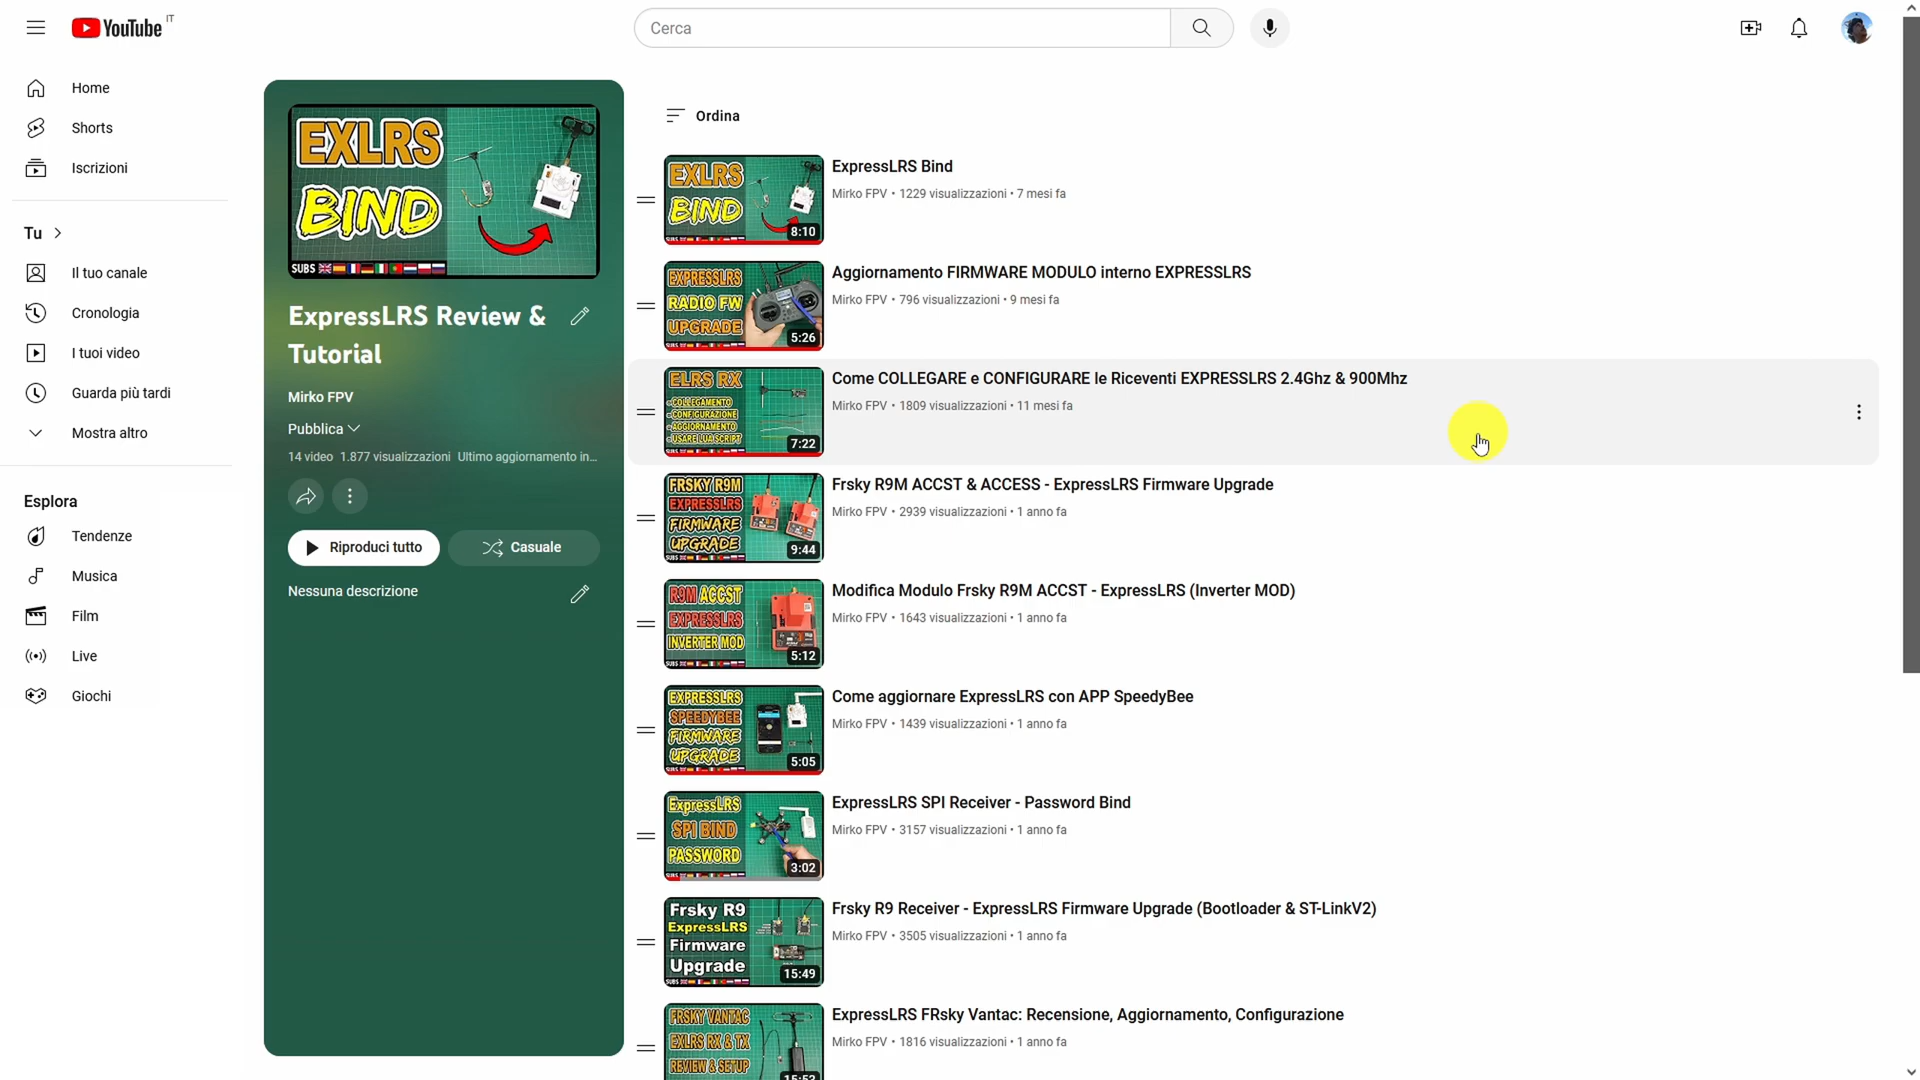 YouTube IT
Cerca
Home
Shorts
Iscrizioni
Tu
Il tuo canale
Cronologia
I tuoi video
Guarda più tardi
Mostra altro
Esplora
Tendenze
Musica
Film
Live
Giochi
EXLRS
BIND
SUBS
ExpressLRS Review &
Tutorial
Mirko FPV
Pubblica
14 video 1.877 visualizzazioni Ultimo aggiornamento in...
Riproduci tutto
Casuale
Nessuna descrizione
Ordina
EXLRS
BIND
8:10
ExpressLRS Bind
Mirko FPV • 1229 visualizzazioni • 7 mesi fa
EXPRESSLRS
RADIO FW
UPGRADE
5:26
Aggiornamento FIRMWARE MODULO interno EXPRESSLRS
Mirko FPV • 796 visualizzazioni • 9 mesi fa
ELRS RX
COLLEGAMENTO
CONFIGURAZIONE
AGGIORNAMENTO
USARE LUA SCRIPT
7:22
Come COLLEGARE e CONFIGURARE le Riceventi EXPRESSLRS 2.4Ghz & 900Mhz
Mirko FPV • 1809 visualizzazioni • 11 mesi fa
FRSKY R9M
EXPRESSLRS
FIRMWARE
UPGRADE
9:44
Frsky R9M ACCST & ACCESS - ExpressLRS Firmware Upgrade
Mirko FPV • 2939 visualizzazioni • 1 anno fa
R9M ACCST
EXPRESSLRS
INVERTER MOD
5:12
Modifica Modulo Frsky R9M ACCST - ExpressLRS (Inverter MOD)
Mirko FPV • 1643 visualizzazioni • 1 anno fa
EXPRESSLRS
SPEEDYBEE
FIRMWARE
UPGRADE
5:05
Come aggiornare ExpressLRS con APP SpeedyBee
Mirko FPV • 1439 visualizzazioni • 1 anno fa
ExpressLRS
SPI BIND
PASSWORD
3:02
ExpressLRS SPI Receiver - Password Bind
Mirko FPV • 3157 visualizzazioni • 1 anno fa
Frsky R9
ExpressLRS
Firmware
Upgrade
15:49
Frsky R9 Receiver - ExpressLRS Firmware Upgrade (Bootloader & ST-LinkV2)
Mirko FPV • 3505 visualizzazioni • 1 anno fa
FRSKY VANTAC
EXLRS RX & TX
REVIEW & SETUP
15:53
ExpressLRS FRsky Vantac: Recensione, Aggiornamento, Configurazione
Mirko FPV • 1816 visualizzazioni • 1 anno fa